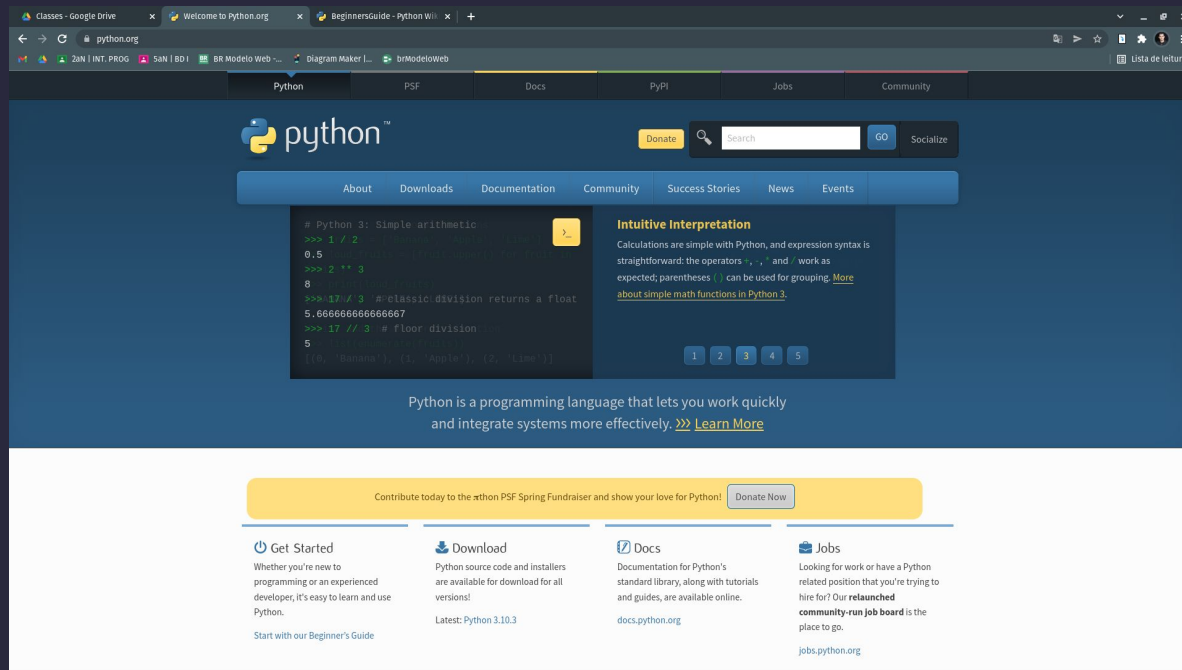 Classes - Google Drive
Welcome to Python.org
BeginnersGuide - Python Wik
python.org
2aN | INT. PROG
5aN | BD I
BR Modelo Web -...
Diagram Maker |...
brModeloWeb
Lista de leitur
Python
PSF
Docs
PyPI
Jobs
Community
python™
Donate
Search
GO
Socialize
About
Downloads
Documentation
Community
Success Stories
News
Events
# Python 3: Simple arithmetic
>>> 1 / 2
0.5
>>> 2 ** 3
8
>>> 17 / 3 # classic division returns a float
5.666666666666667
>>> 17 // 3 # floor division
5
[(0, 'Banana'), (1, 'Apple'), (2, 'Lime')]
Intuitive Interpretation
Calculations are simple with Python, and expression syntax is
straightforward: the operators +, -, * and / work as
expected; parentheses () can be used for grouping. More
about simple math functions in Python 3.
1 2 3 4 5
Python is a programming language that lets you work quickly
and integrate systems more effectively. >>> Learn More
Contribute today to the 𝛑thon PSF Spring Fundraiser and show your love for Python!
Donate Now
Get Started
Whether you're new to
programming or an experienced
developer, it's easy to learn and use
Python.
Start with our Beginner's Guide
Download
Python source code and installers
are available for download for all
versions!
Latest: Python 3.10.3
Docs
Documentation for Python's
standard library, along with tutorials
and guides, are available online.
docs.python.org
Jobs
Looking for work or have a Python
related position that you're trying to
hire for? Our relaunched
community-run job board is the
place to go.
jobs.python.org